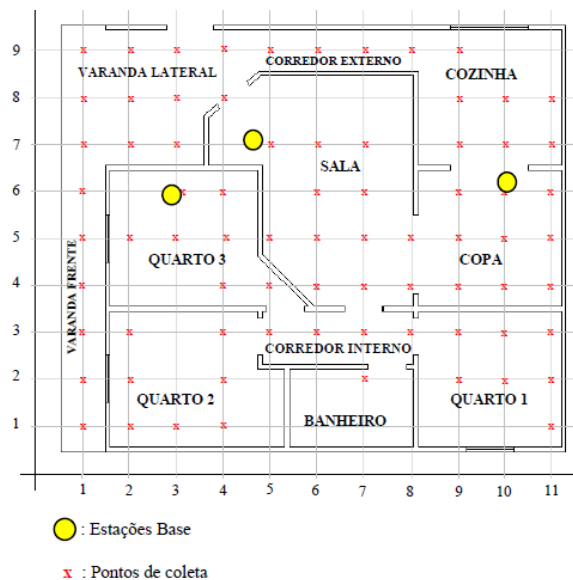 9
CORREDOR EXTERNO
VARANDA LATERAL
COZINHA
8
7
SALA
6
5
QUARTO 3
COPA
VARANDA FRENTE
4
3
CORREDOR INTERNO
2
QUARTO 2
QUARTO 1
BANHEIRO
1
1 2 3 4 5 6 7 8 9 10 11
: Estações Base
x : Pontos de coleta